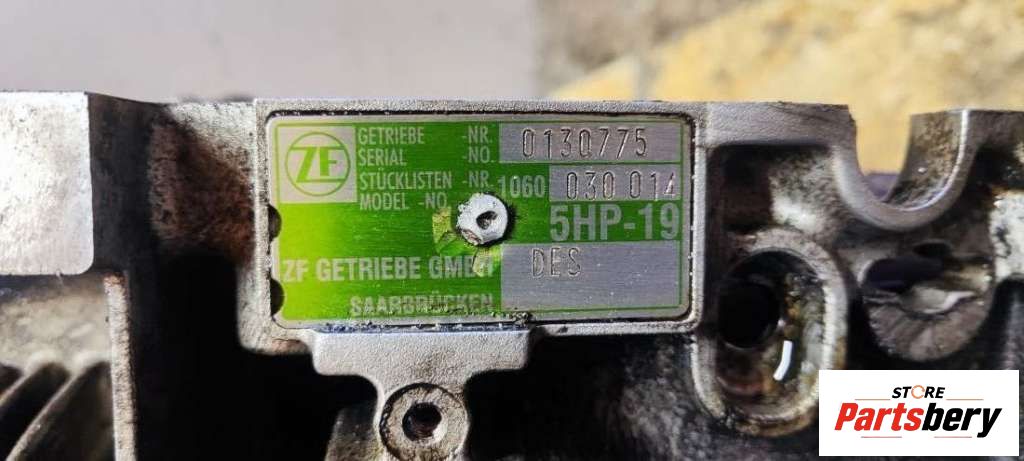 ZF
GETRIEBE -NR. 0130775
SERIAL -NO.
STÜCKLISTEN -NR. 1060 030 014
MODEL -NO.
5HP-19
ZF GETRIEBE GMBH DES
SAARBRÜCKEN
STORE
Partsbery